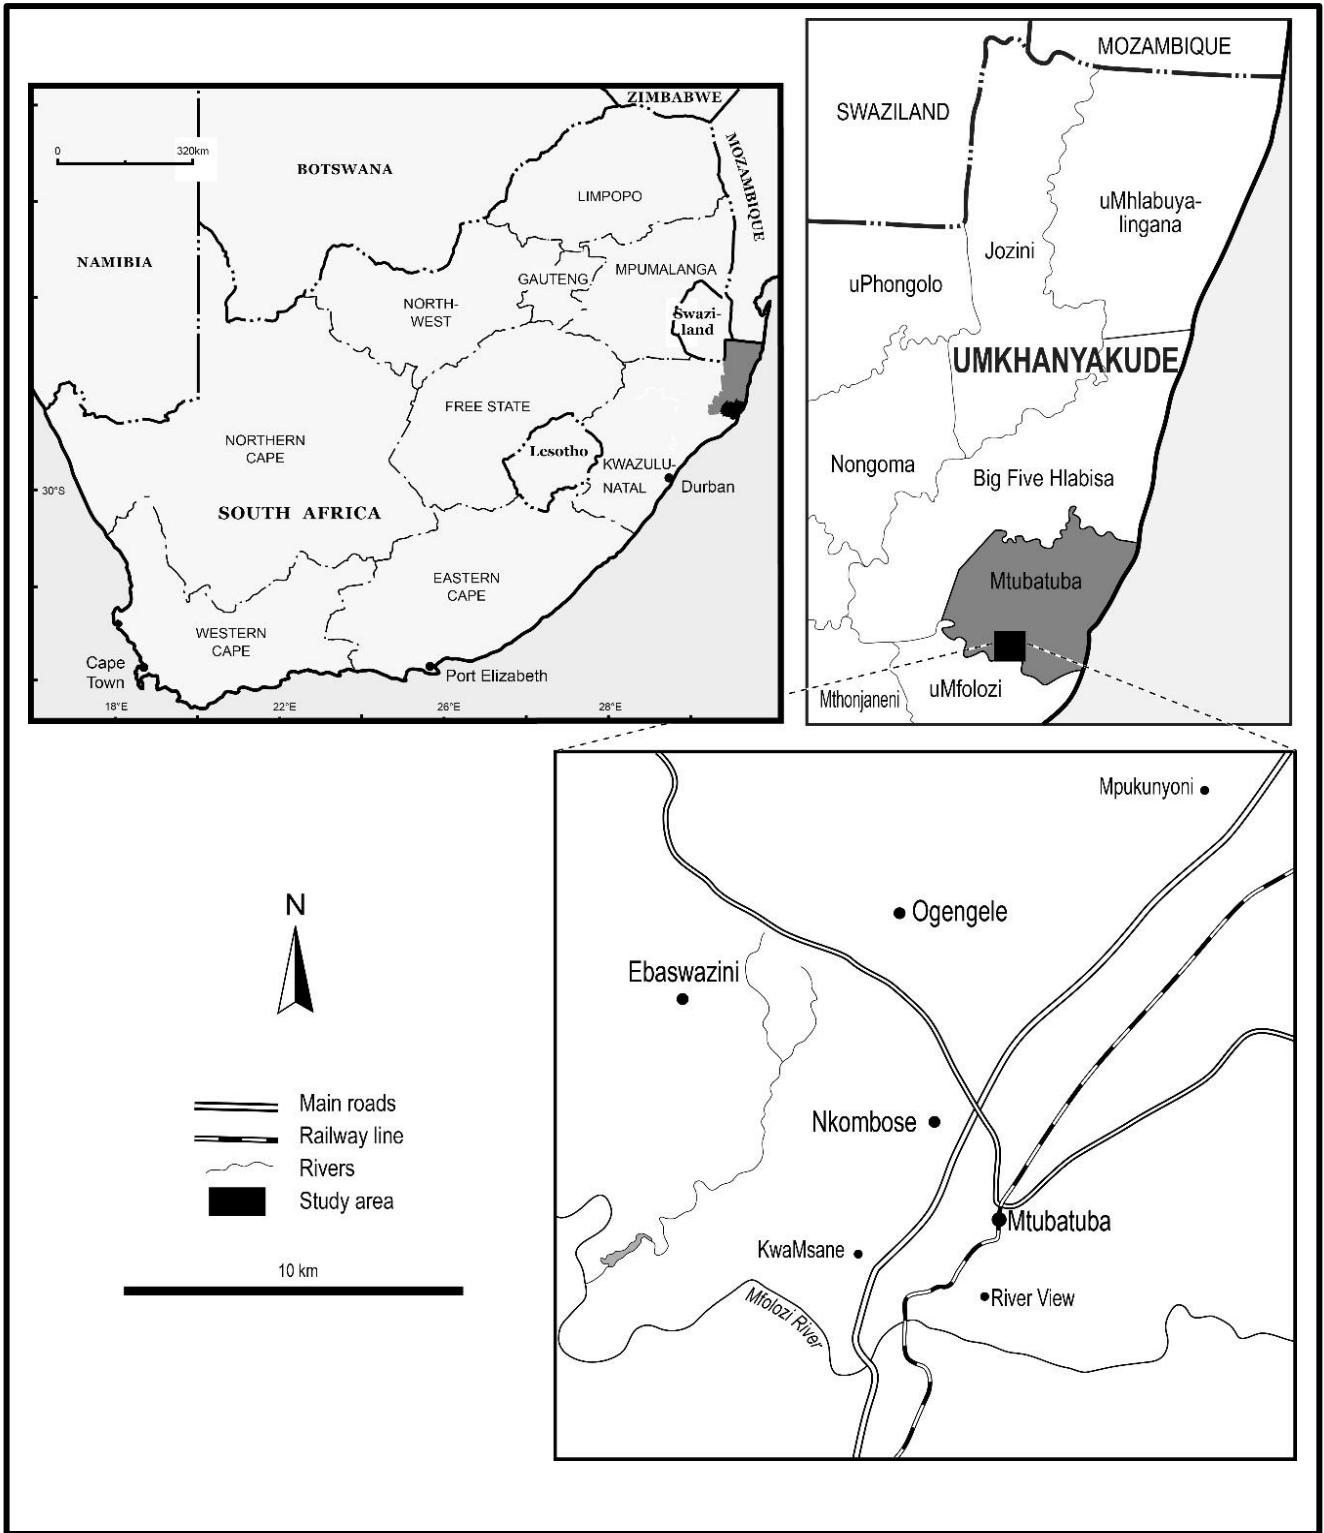 ZIMBABWE
0 320km
BOTSWANA
MOZAMBIQUE
LIMPOPO
NAMIBIA
GAUTENG
MPUMALANGA
NORTH-
WEST
Swazi-
land
FREE STATE
NORTHERN
CAPE
Lesotho
KWAZULU-
NATAL
Durban
30°S
SOUTH AFRICA
EASTERN
CAPE
WESTERN
CAPE
Cape
Town
Port Elizabeth
18°E 22°E 26°E 28°E
MOZAMBIQUE
SWAZILAND
uMhlabuya-
lingana
Jozini
uPhongolo
UMKHANYAKUDE
Nongoma
Big Five Hlabisa
Mtubatuba
Mthonjaneni
uMfolozi
Mpukunyoni
Ogengele
Ebaswazini
Nkombose
Mtubatuba
KwaMsane
River View
Mfolozi River
N
Main roads
Railway line
Rivers
Study area
10 km